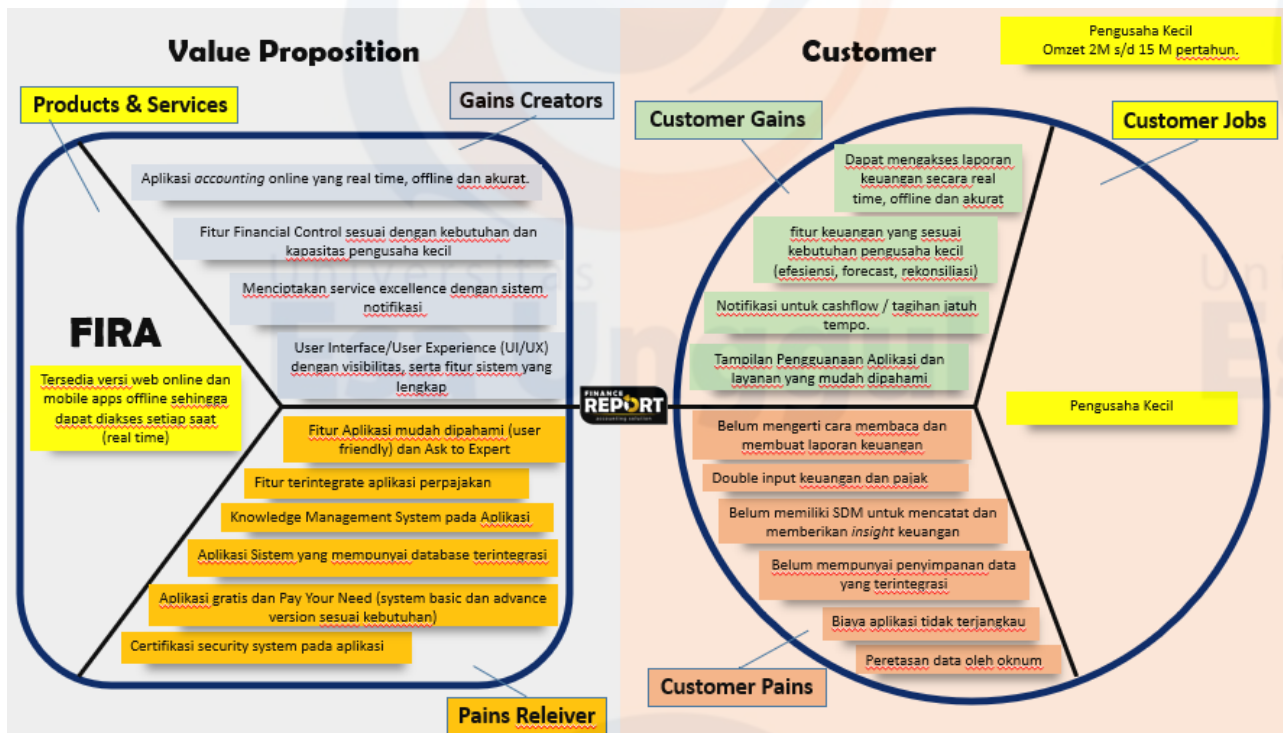 Value Proposition
Customer
Pengusaha Kecil
Omzet 2M s/d 15 M pertahun.
Products & Services
Gains Creators
Customer Gains
Customer Jobs
Aplikasi accounting online yang real time, offline dan akurat.
Fitur Financial Control sesuai dengan kebutuhan dan
kapasitas pengusaha kecil
Menciptakan service excellence dengan sistem
notifikasi
User Interface/User Experience (UI/UX)
dengan visibilitas, serta fitur sistem yang
lengkap
FIRA
Tersedia versi web online dan
mobile apps offline sehingga
dapat diakses setiap saat
(real time)
Fitur Aplikasi mudah dipahami (user
friendly) dan Ask to Expert
Fitur terintegrate aplikasi perpajakan
Knowledge Management System pada Aplikasi
Aplikasi Sistem yang mempunyai database terintegrasi
Aplikasi gratis dan Pay Your Need (system basic dan advance
version sesuai kebutuhan)
Certifikasi security system pada aplikasi
Pains Releiver
FINANCE
REPORT
accounting solution
Dapat mengakses laporan
keuangan secara real
time, offline dan akurat
fitur keuangan yang sesuai
kebutuhan pengusaha kecil
(efesiensi, forecast, rekonsiliasi)
Notifikasi untuk cashflow / tagihan jatuh
tempo.
Tampilan Pengguanaan Aplikasi dan
layanan yang mudah dipahami
Pengusaha Kecil
Belum mengerti cara membaca dan
membuat laporan keuangan
Double input keuangan dan pajak
Belum memiliki SDM untuk mencatat dan
memberikan insight keuangan
Belum mempunyai penyimpanan data
yang terintegrasi
Biaya aplikasi tidak terjangkau
Peretasan data oleh oknum
Customer Pains
Universitas
Esa Unggul
Un
Es